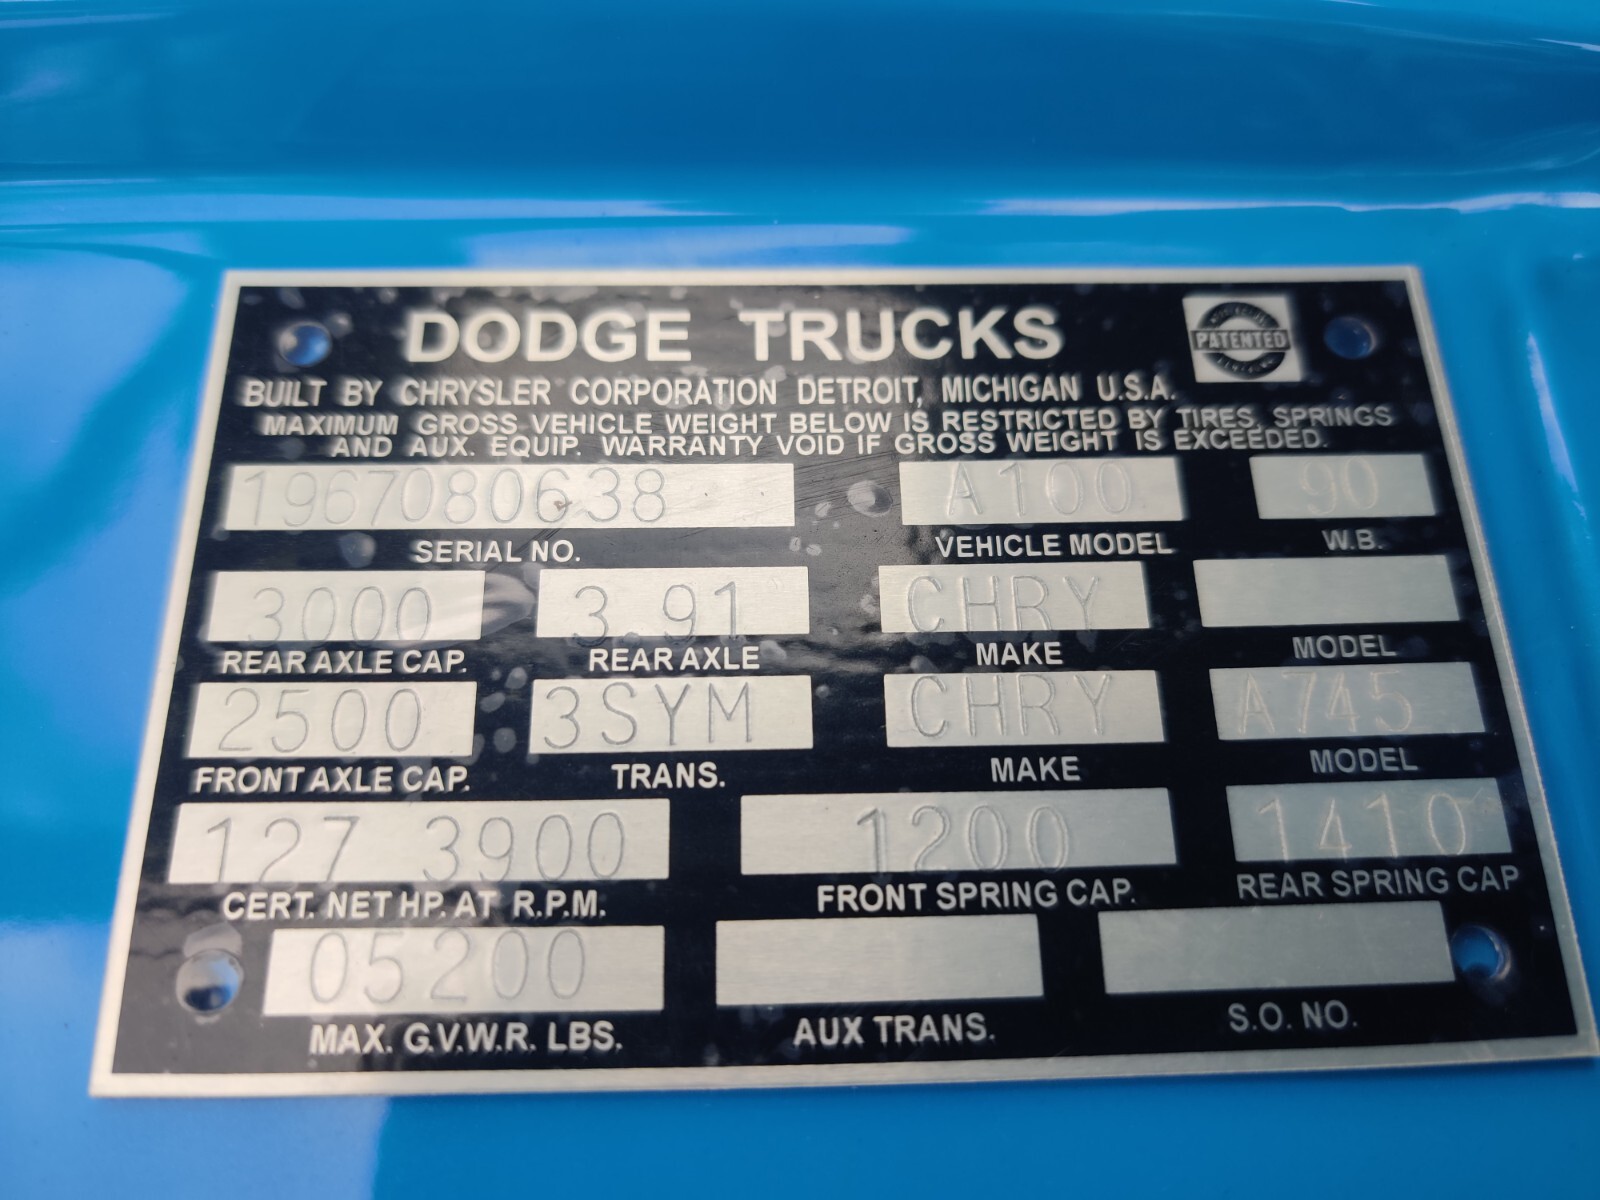 DODGE TRUCKS
PATENTED
BUILT BY CHRYSLER CORPORATION DETROIT, MICHIGAN U.S.A.
MAXIMUM GROSS VEHICLE WEIGHT BELOW IS RESTRICTED BY TIRES, SPRINGS
AND AUX. EQUIP. WARRANTY VOID IF GROSS WEIGHT IS EXCEEDED.
1967080638 A100 90
SERIAL NO. VEHICLE MODEL W.B.
3000 3.91 CHRY
REAR AXLE CAP. REAR AXLE MAKE MODEL
2500 3SYM CHRY A745
FRONT AXLE CAP. TRANS. MAKE MODEL
127 3900 1200 1410
CERT. NET HP. AT R.P.M. FRONT SPRING CAP. REAR SPRING CAP
05200
MAX. G.V.W.R. LBS. AUX TRANS. S.O. NO.